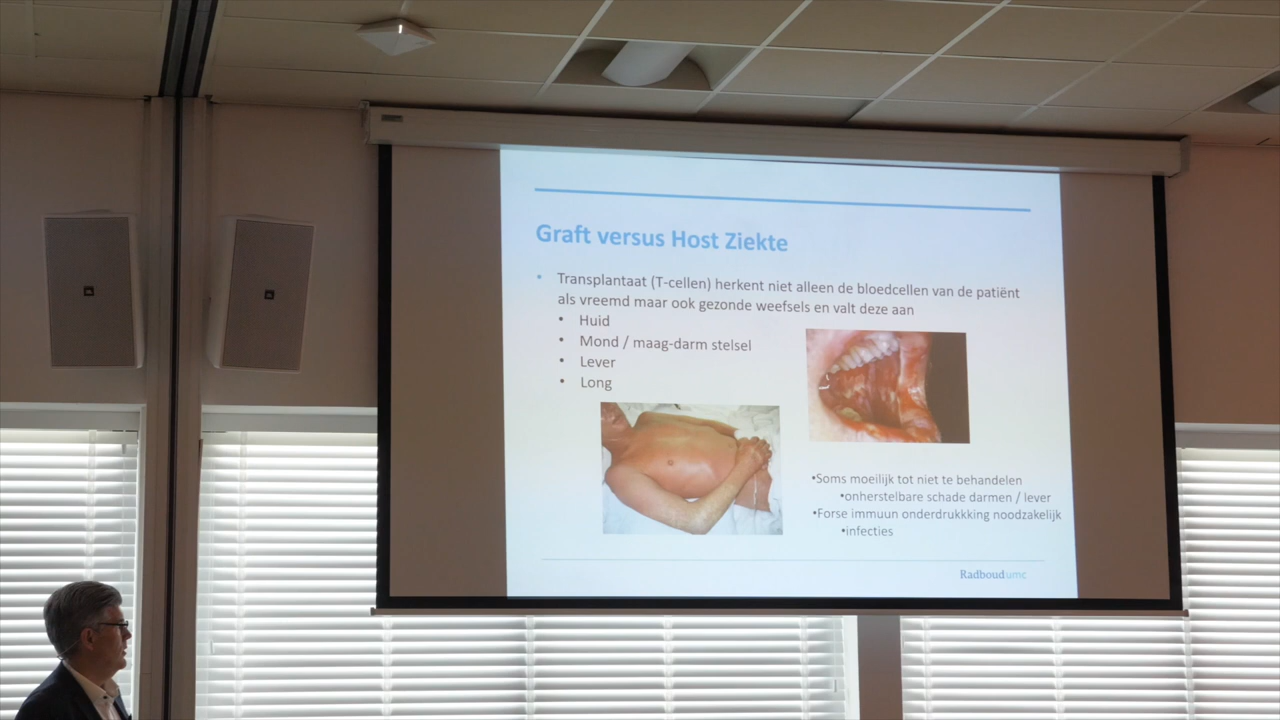 Graft versus Host Ziekte
• Transplantaat (T-cellen) herkent niet alleen de bloedcellen van de patiënt
als vreemd maar ook gezonde weefsels en valt deze aan
• Huid
• Mond / maag-darm stelsel
• Lever
• Long
•Soms moeilijk tot niet te behandelen
•onherstelbare schade darmen / lever
•Forse immuun onderdrukkking noodzakelijk
•infecties
Radboudumc